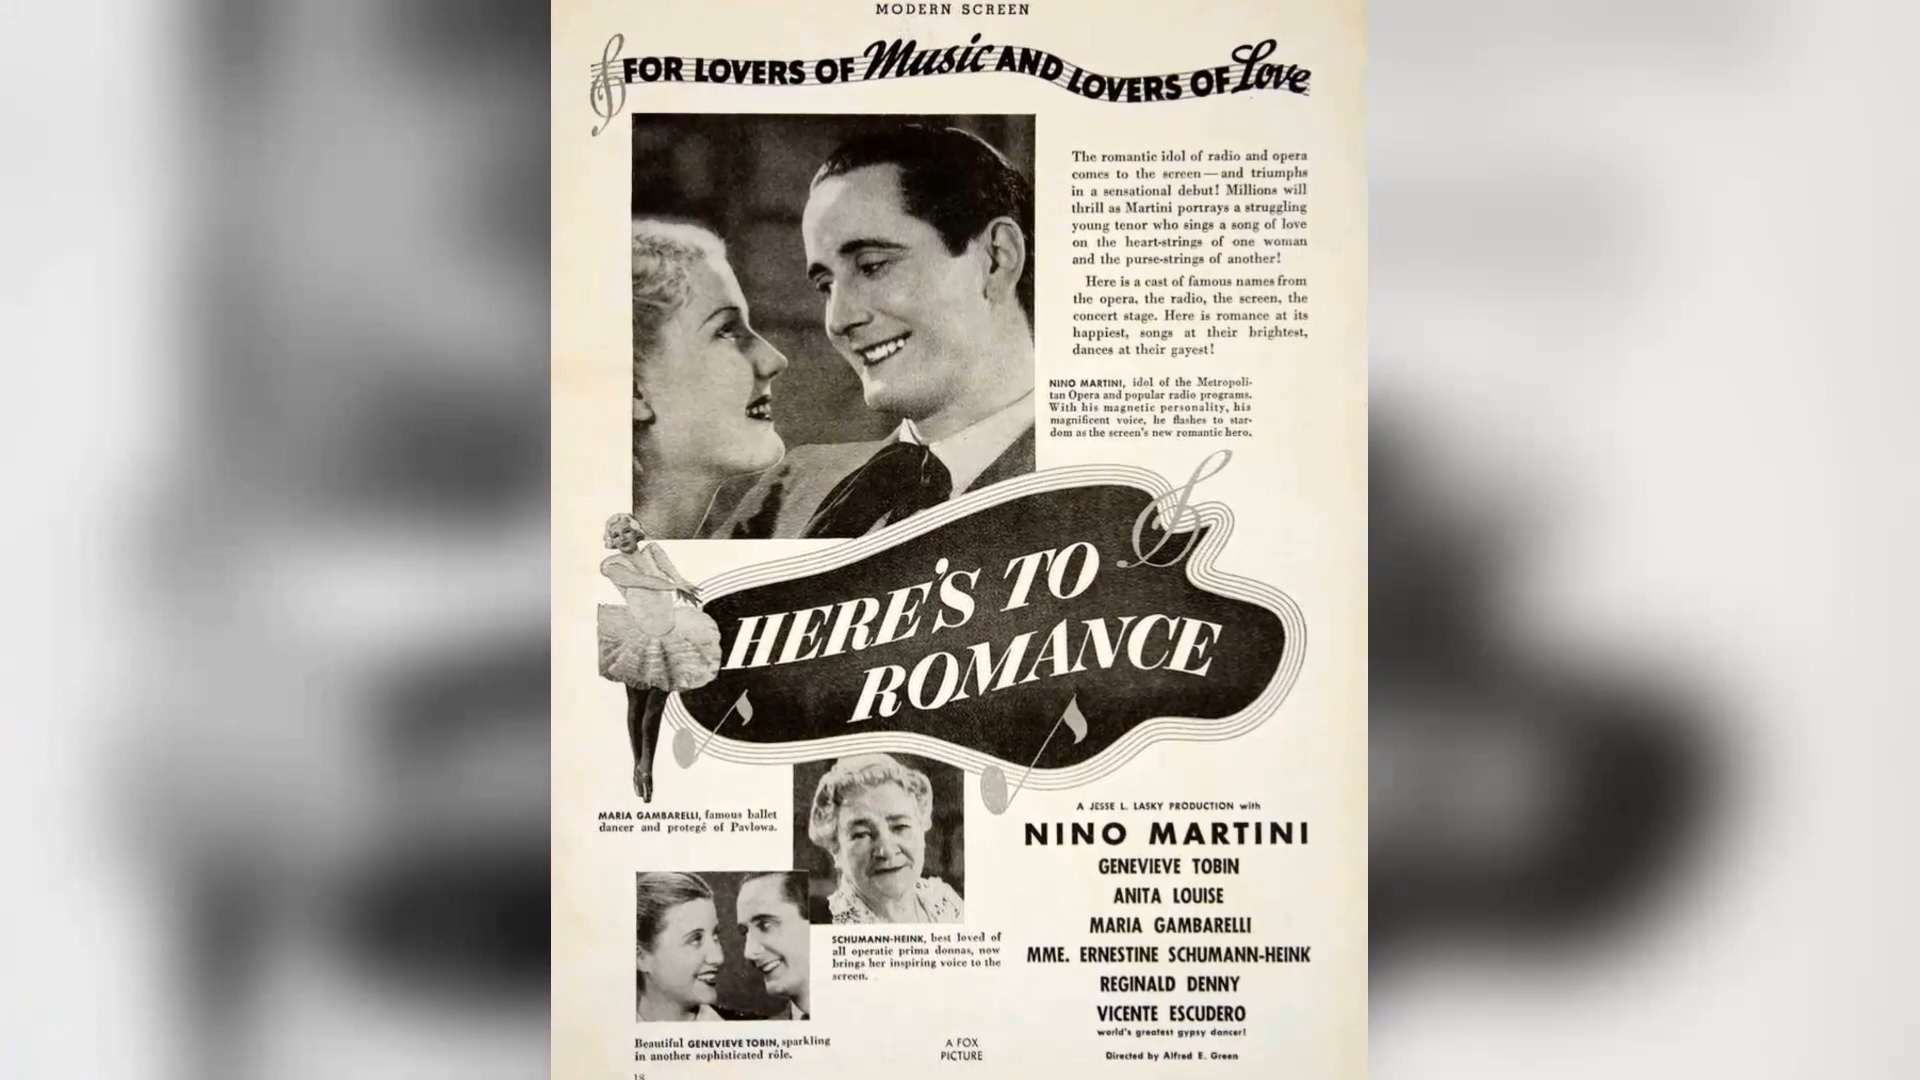 MODERN SCREEN
FOR LOVERS OF Music AND LOVERS OF Love
The romantic idol of radio and opera
comes to the screen — and triumphs
in a sensational debut! Millions will
thrill as Martini portrays a struggling
young tenor who sings a song of love
on the heart-strings of one woman
and the purse-strings of another!
Here is a cast of famous names from
the opera, the radio, the screen, the
concert stage. Here is romance at its
happiest, songs at their brightest,
dances at their gayest!
NINO MARTINI, idol of the Metropoli-
tan Opera and popular radio programs.
With his magnetic personality, his
magnificent voice, he flashes to star-
dom as the screen's new romantic hero.
HERE'S TO
ROMANCE
MARIA GAMBARELLI, famous ballet
dancer and protegé of Pavlowa.
SCHUMANN-HEINK, best loved of
all operatic prima donnas, now
brings her inspiring voice to the
screen.
Beautiful GENEVIEVE TOBIN, sparkling
in another sophisticated rôle.
A FOX
PICTURE
A JESSE L. LASKY PRODUCTION with
NINO MARTINI
GENEVIEVE TOBIN
ANITA LOUISE
MARIA GAMBARELLI
MME. ERNESTINE SCHUMANN-HEINK
REGINALD DENNY
VICENTE ESCUDERO
world's greatest gypsy dancer!
Directed by Alfred E. Green